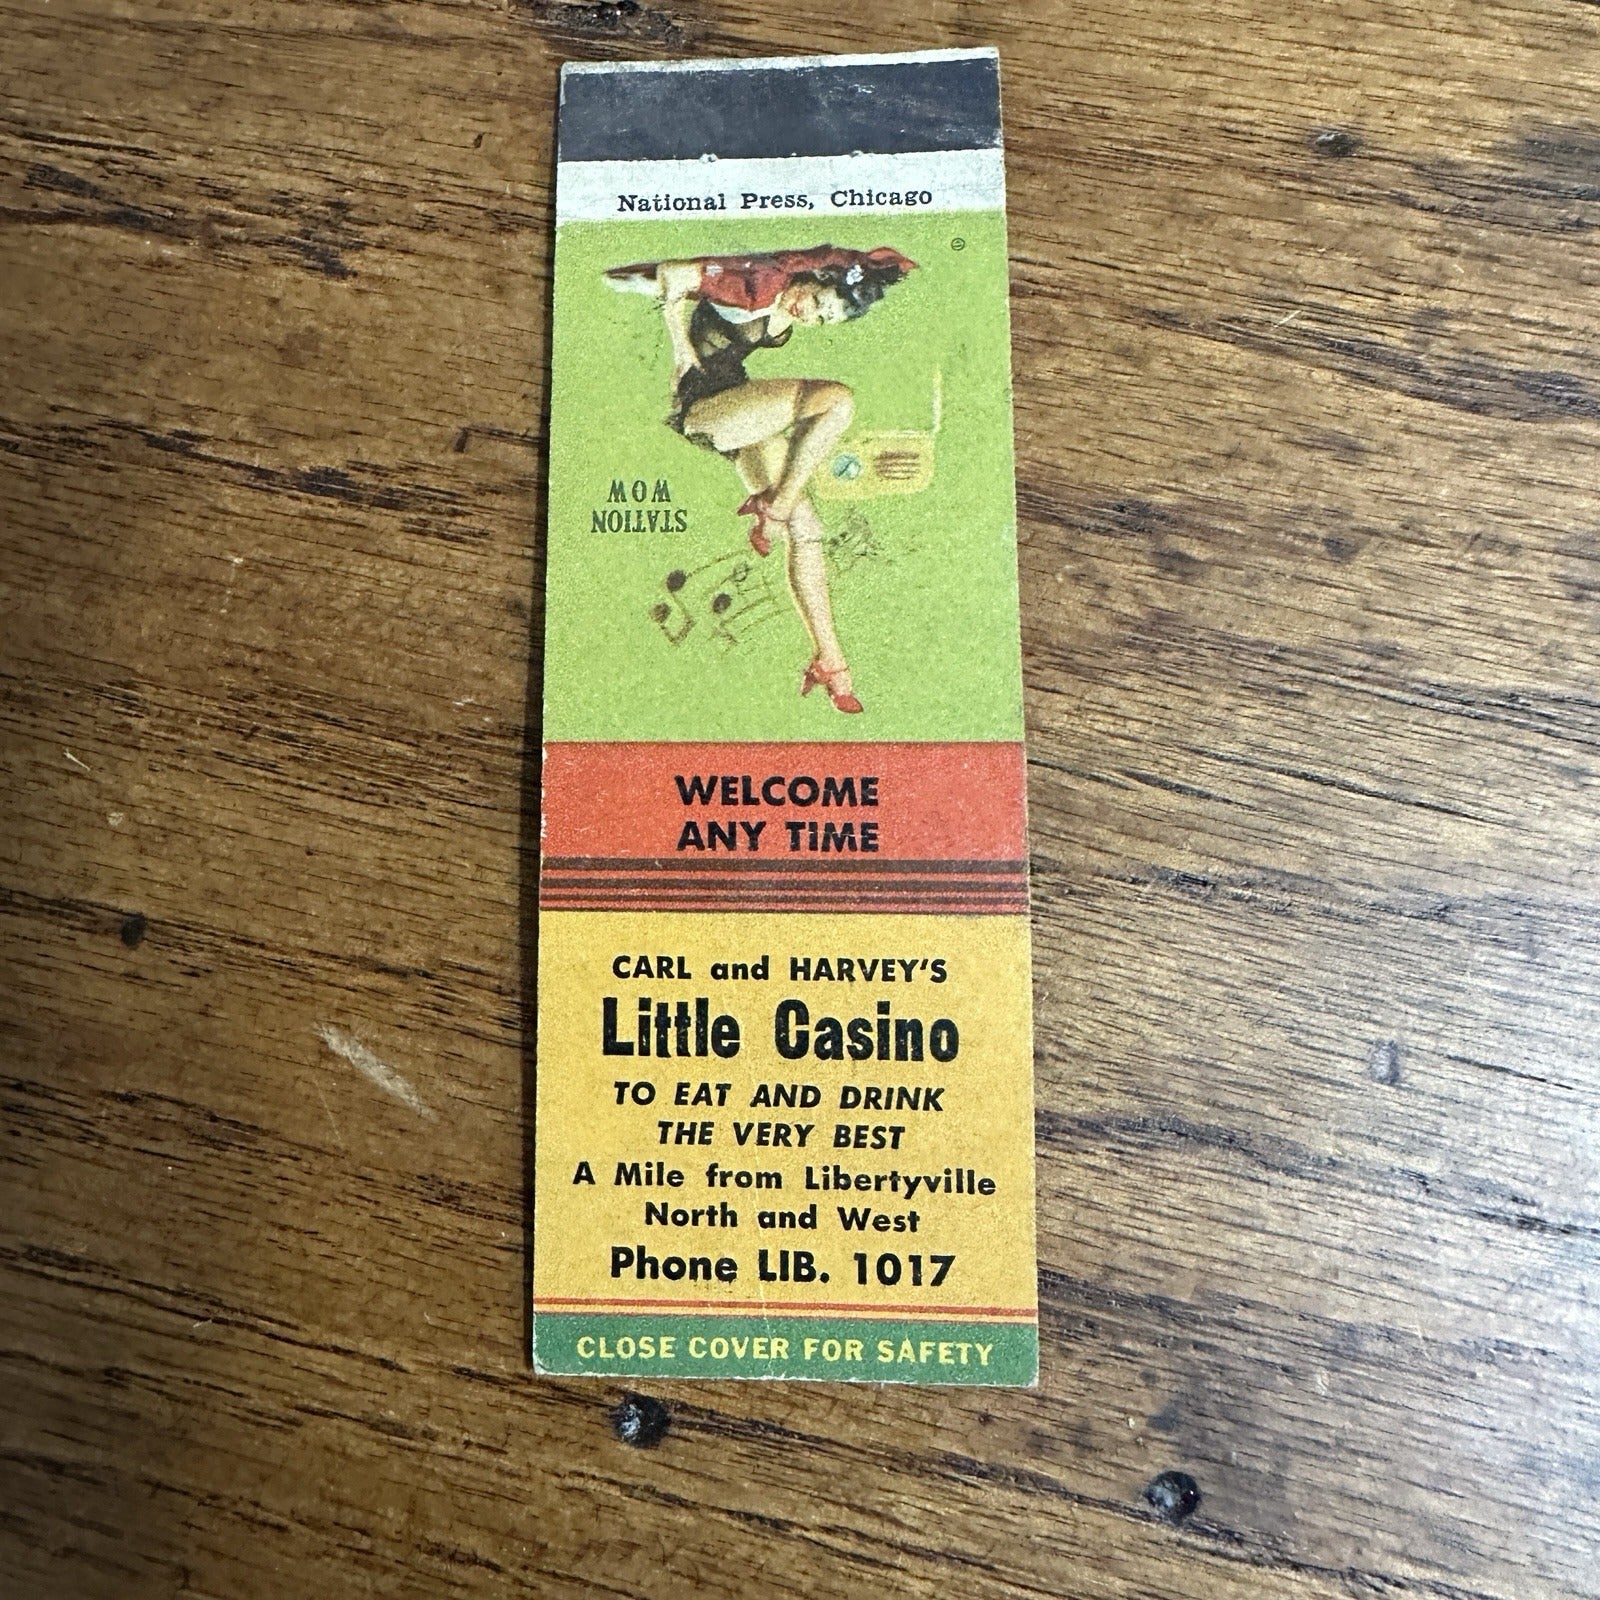 National Press, Chicago
STATION
WOW
WELCOME
ANY TIME
CARL and HARVEY'S
Little Casino
TO EAT AND DRINK
THE VERY BEST
A Mile from Libertyville
North and West
Phone LIB. 1017
CLOSE COVER FOR SAFETY